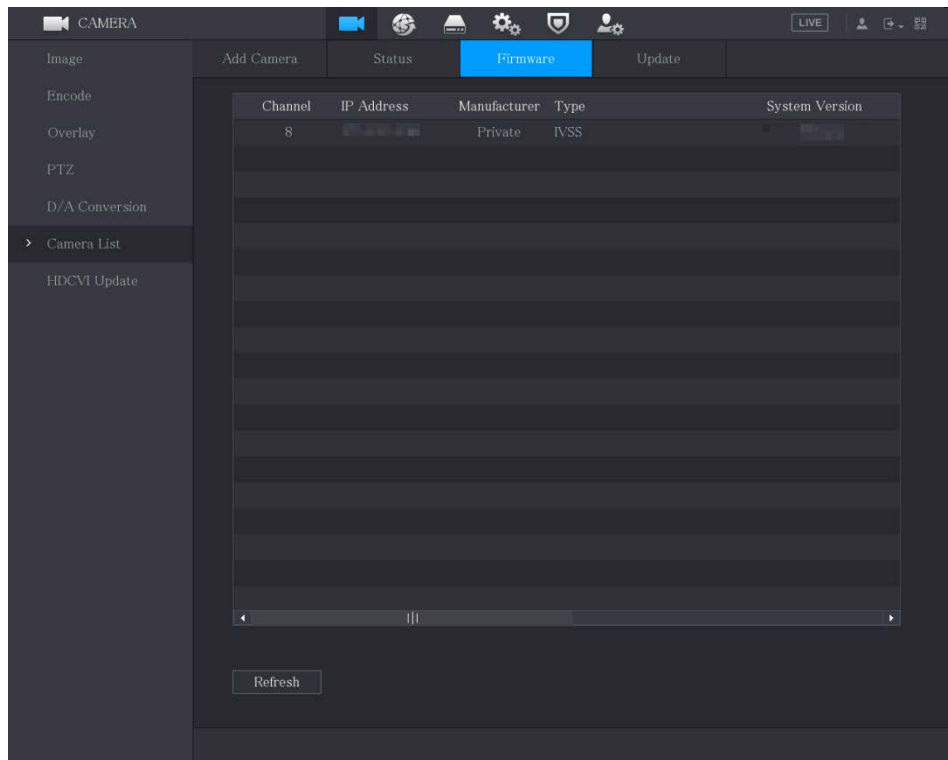 CAMERA LIVE
Image
Encode
Overlay
PTZ
D/A Conversion
Camera List
HDCVI Update
Add Camera Status Firmware Update
Channel IP Address Manufacturer Type System Version
8 Private IVSS
Refresh